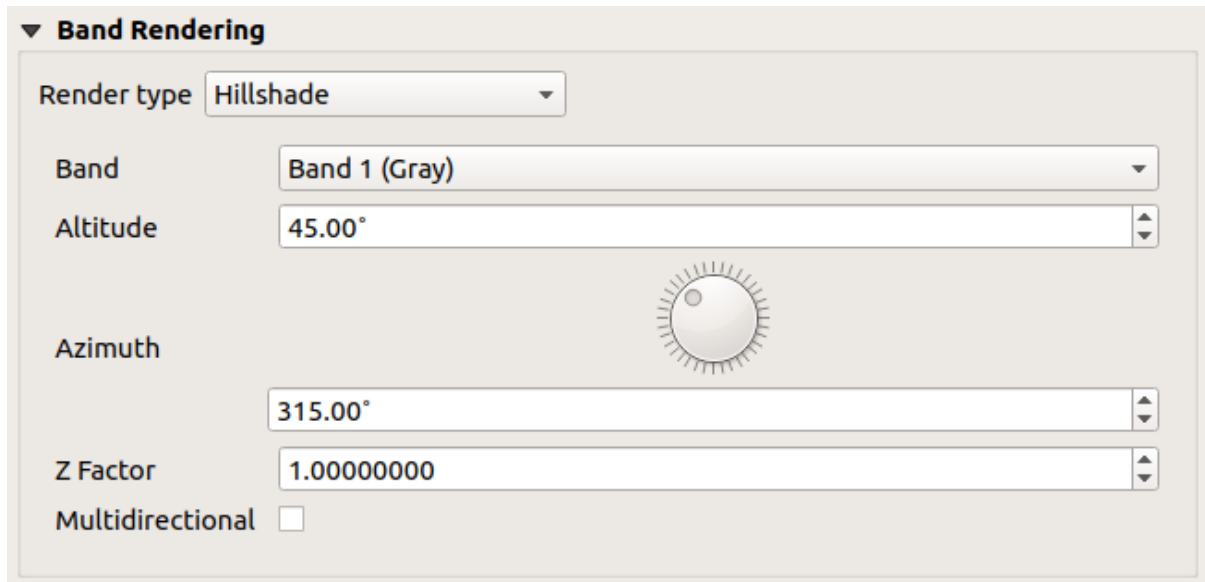 Band Rendering
Render type Hillshade
Band Band 1 (Gray)
Altitude 45.00°
Azimuth
315.00°
Z Factor 1.00000000
Multidirectional